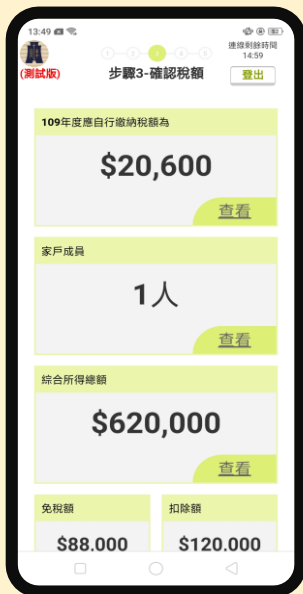 13:49
連線剩餘時間
14:59
1 2 3 4 5
(測試版)
步驟3-確認稅額
登出
109年度應自行繳納稅額為
$20,600
查看
家戶成員
1人
查看
綜合所得總額
$620,000
查看
免稅額
扣除額
$88,000
$120,000